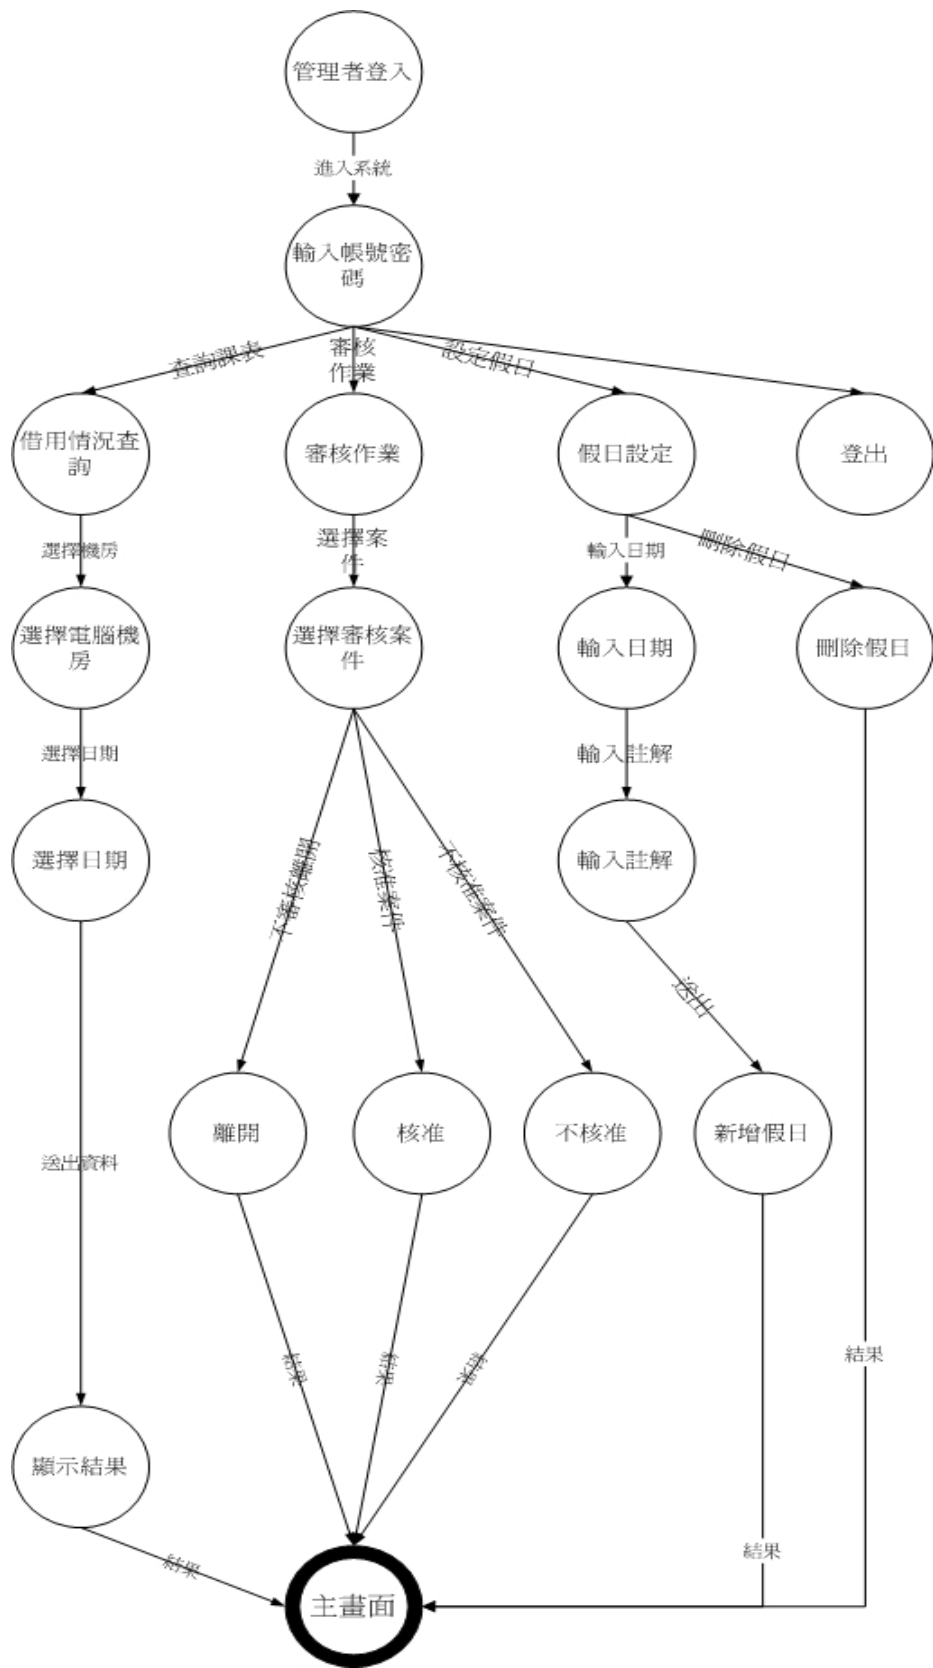 管理者登入
進入系統
輸入帳號密
碼
查詢課表
審核
作業
設定假日
借用情況查
詢
審核作業
假日設定
登出
選擇機房
選擇案
件
輸入日期
刪除假日
選擇電腦機
房
選擇審核案
件
輸入日期
刪除假日
選擇日期
輸入註解
選擇日期
輸入註解
不審核離開
核准案件
不核准案件
送出
離開
核准
不核准
新增假日
送出資料
結果
結果
結果
結果
顯示結果
結果
結果
主畫面